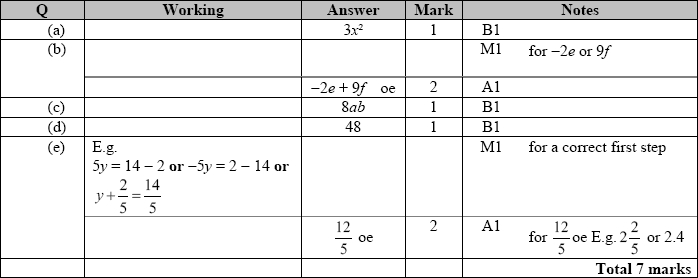 Q Working Answer Mark Notes
(a) 3x² 1 B1
(b) M1 for –2e or 9f
–2e + 9f oe 2 A1
(c) 8ab 1 B1
(d) 48 1 B1
(e) E.g. M1 for a correct first step
5y = 14 – 2 or –5y = 2 – 14 or
y + 2/5 = 14/5
12/5 oe 2 A1 for 12/5 oe E.g. 2 2/5 or 2.4
Total 7 marks